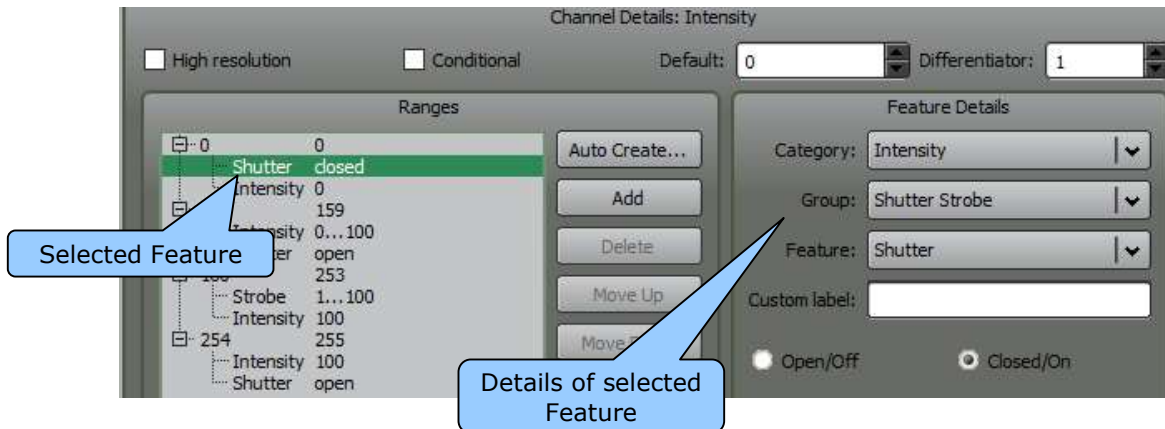 Channel Details: Intensity
High resolution Conditional Default: 0 Differentiator: 1
Ranges
0 0
Shutter closed
Intensity 0
159
Intensity 0...100
open
253
Strobe 1...100
Intensity 100
254 255
Intensity 100
Shutter open
Auto Create...
Add
Delete
Move Up
Move
Feature Details
Category: Intensity
Group: Shutter Strobe
Feature: Shutter
Custom label:
Open/Off Closed/On
Selected Feature
Details of selected
Feature